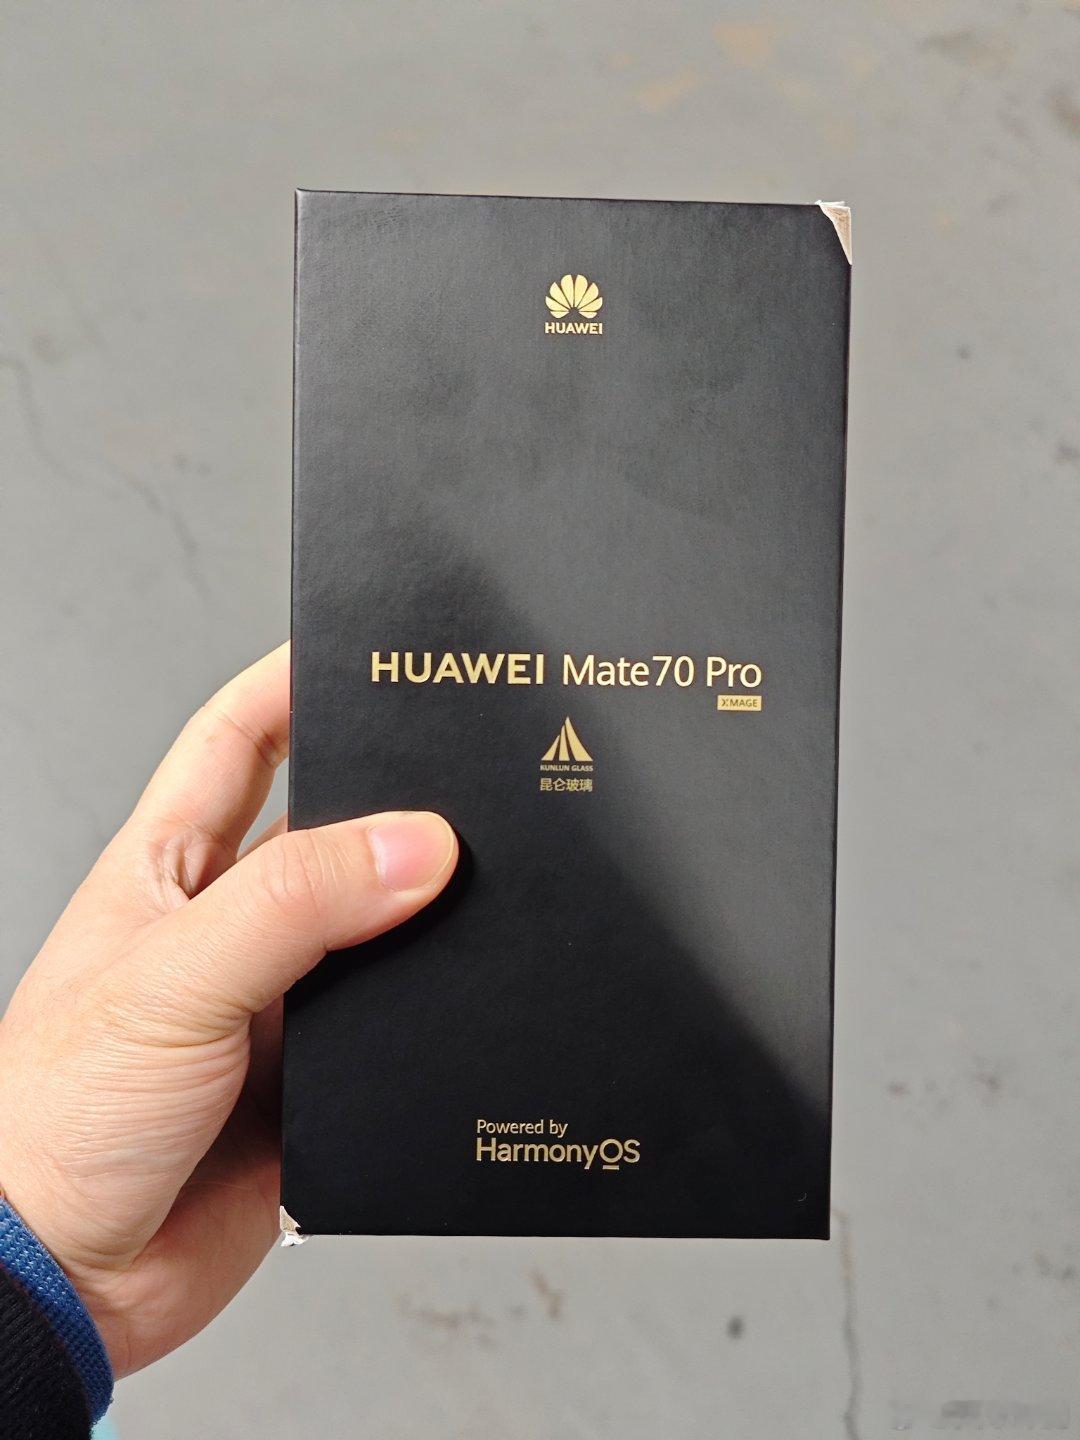 HUAWEI
HUAWEI Mate70 Pro
XMAGE
KUNLUN GLASS
昆仑玻璃
Powered by
HarmonyOS